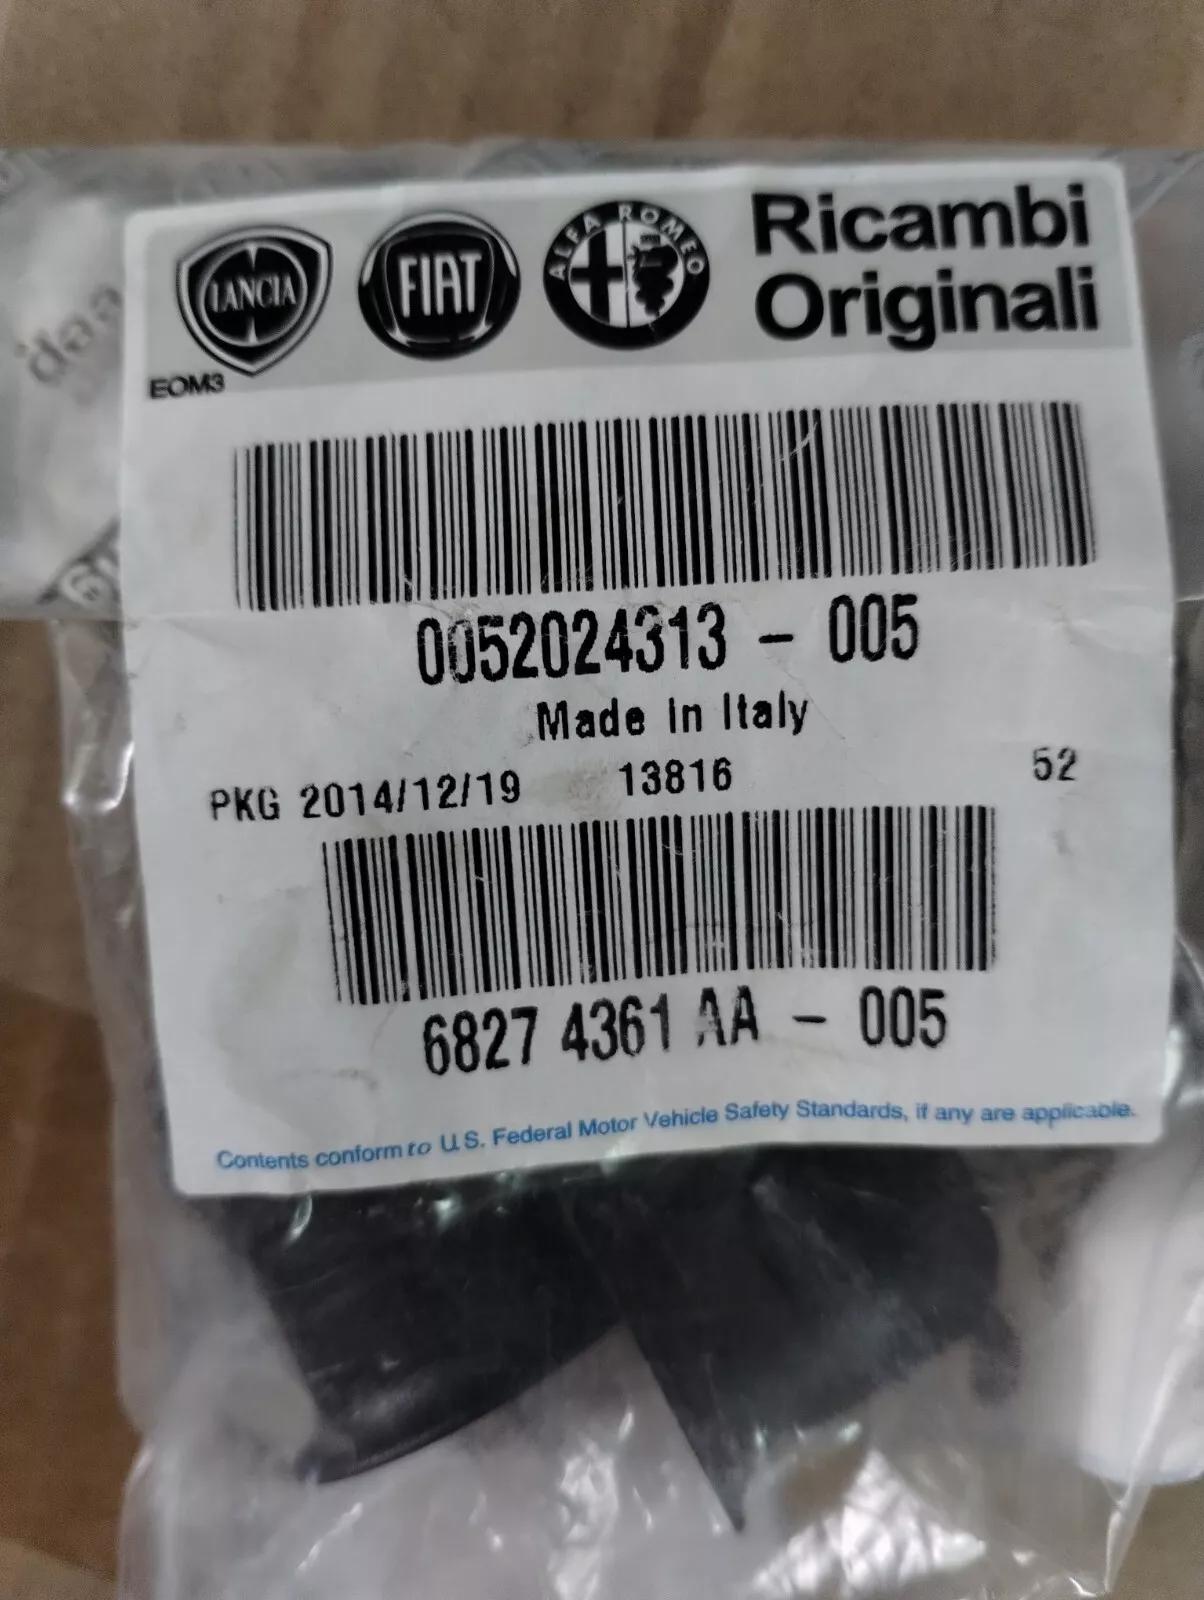 LANCIA
FIAT
ALFA ROMEO
Ricambi
Originali
EOM3
0052024313 - 005
Made In Italy
PKG 2014/12/19 13816 52
6827 4361 AA - 005
Contents conform to U.S. Federal Motor Vehicle Safety Standards, if any are applicable.